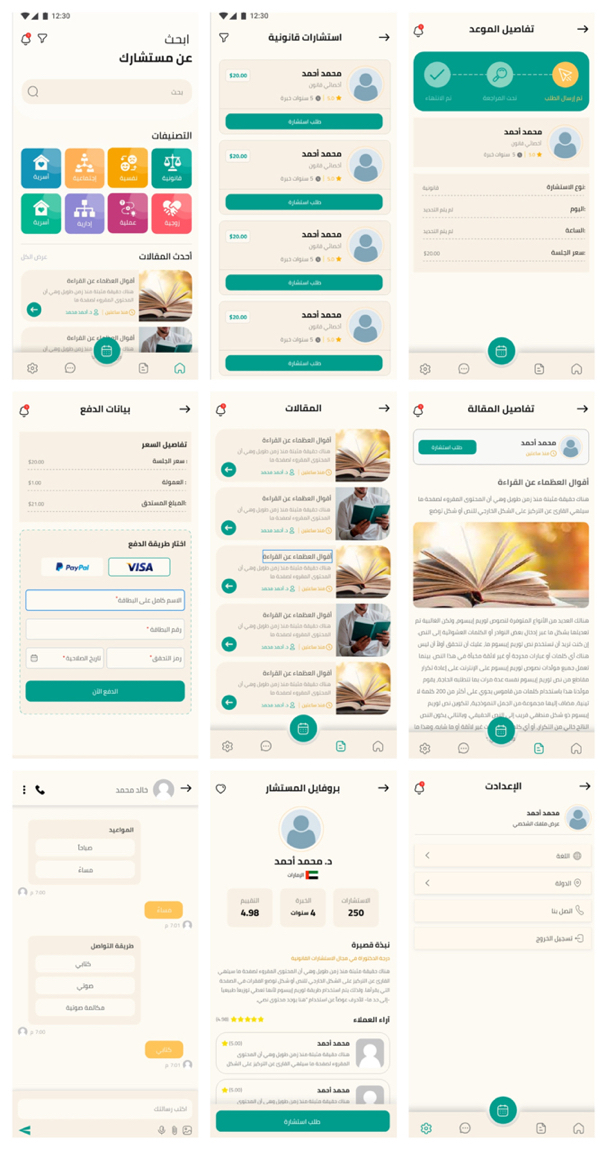 12:30
ابحث
عن مستشارك
بحث
التصنيفات
قانونية
نفسية
إجتماعية
أسرية
زوجية
عملية
إدارية
أسرية
أحدث المقالات
عرض الكل
أقوال العظماء عن القراءة
هناك حقيقة مثبتة منذ زمن طويل وهي أن
المحتوى المقروء لصفحة ما
منذ ساعتين | د. أحمد محمد
أقوال العظماء عن القراءة
هناك حقيقة مثبتة منذ زمن طويل وهي أن
المحتوى المقروء لصفحة ما
12:30
استشارات قانونية
محمد أحمد
$20.00
أخصائي قانون
5.0 | 5 سنوات خبرة
طلب استشارة
محمد أحمد
$20.00
أخصائي قانون
5.0 | 5 سنوات خبرة
طلب استشارة
محمد أحمد
$20.00
أخصائي قانون
5.0 | 5 سنوات خبرة
طلب استشارة
محمد أحمد
$20.00
أخصائي قانون
5.0 | 5 سنوات خبرة
طلب استشارة
تفاصيل الموعد
تم إرسال الطلب
تحت المراجعة
تم الانتهاء
محمد أحمد
أخصائي قانون
5.0 | 5 سنوات خبرة
نوع الاستشارة:
قانونية
اليوم:
لم يتم التحديد
الساعة:
لم يتم التحديد
سعر الجلسة:
$20.00
بيانات الدفع
تفاصيل السعر
سعر الجلسة :
$20.00
العمولة :
$1.00
المبلغ المستحق:
$21.00
اختار طريقة الدفع
VISA
PayPal
الاسم كامل على البطاقة *
رقم البطاقة *
رمز التحقق *
تاريخ الصلاحية *
الدفع الآن
المقالات
أقوال العظماء عن القراءة
هناك حقيقة مثبتة منذ زمن طويل وهي أن
المحتوى المقروء لصفحة ما
منذ ساعتين | د. أحمد محمد
أقوال العظماء عن القراءة
هناك حقيقة مثبتة منذ زمن طويل وهي أن
المحتوى المقروء لصفحة ما
منذ ساعتين | د. أحمد محمد
أقوال العظماء عن القراءة
هناك حقيقة مثبتة منذ زمن طويل وهي أن
المحتوى المقروء لصفحة ما
منذ ساعتين | د. أحمد محمد
أقوال العظماء عن القراءة
هناك حقيقة مثبتة منذ زمن طويل وهي أن
المحتوى المقروء لصفحة ما
منذ ساعتين | د. أحمد محمد
أقوال العظماء عن القراءة
هناك حقيقة مثبتة منذ زمن طويل وهي أن
المحتوى المقروء لصفحة ما
منذ ساعتين | د. أحمد محمد
تفاصيل المقالة
محمد أحمد
منذ ساعتين
طلب استشارة
أقوال العظماء عن القراءة
هناك حقيقة مثبتة منذ زمن طويل وهي أن المحتوى المقروء لصفحة ما
سيلهي القارئ عن التركيز على الشكل الخارجي للنص أو شكل توضع
هنالك العديد من الأنواع المتوفرة لنصوص لوريم إيبسوم، ولكن الغالبية تم
تعديلها بشكل ما عبر إدخال بعض النوادر أو الكلمات العشوائية إلى النص.
إن كنت تريد أن تستخدم نص لوريم إيبسوم ما، عليك أن تتحقق أولاً أن ليس
هناك أي كلمات أو عبارات محرجة أو غير لائقة مخبأة في هذا النص. بينما
تعمل جميع مولّدات نصوص لوريم إيبسوم على الإنترنت على إعادة تكرار
مقاطع من نص لوريم إيبسوم نفسه عدة مرات بما تتطلبه الحاجة، يقوم
مولّدنا هذا باستخدام كلمات من قاموس يحوي على أكثر من 200 كلمة لا
تينية، مضاف إليها مجموعة من الجمل النموذجية، لتكوين نص لوريم
إيبسوم ذو شكل منطقي قريب إلى النص الحقيقي. وبالتالي يكون النص
الناتج خالي من التكرار، أو أي كلمات أو عبارات غير لائقة أو ما شابه. وهذا ما
خالد محمد
المواعيد
صباحاً
مساءً
7:00 م
مساءً
7:01 م
طريقة التواصل
كتابي
صوتي
مكالمة صوتية
7:00 م
كتابي
7:01 م
اكتب رسالتك
بروفايل المستشار
د. محمد أحمد
الإمارات
الاستشارات
250
الخبرة
4 سنوات
التقييم
4.98
نبذة قصيرة
درجة الدكتوراة في مجال الاستشارات القانونية
هناك حقيقة مثبتة منذ زمن طويل وهي أن المحتوى المقروء لصفحة ما سيلهي
القارئ عن التركيز على الشكل الخارجي للنص أو شكل توضع الفقرات في الصفحة
التي يقرأها. ولذلك يتم استخدام طريقة لوريم إيبسوم لأنها تعطي توزيعاَ طبيعياَ
-إلى حد ما- للأحرف عوضاً عن استخدام "هنا يوجد محتوى نصي،
آراء العملاء
(4.98)
محمد أحمد
(5.00)
هناك حقيقة مثبتة منذ زمن طويل وهي أن المحتوى
المقروء لصفحة ما سيلهي القارئ عن التركيز على الشكل
محمد أحمد
(5.00)
هناك حقيقة مثبتة منذ زمن طويل وهي أن المحتوى
طلب استشارة
الإعدادت
محمد أحمد
عرض ملفك الشخصي
اللغة
الدولة
اتصل بنا
تسجيل الخروج